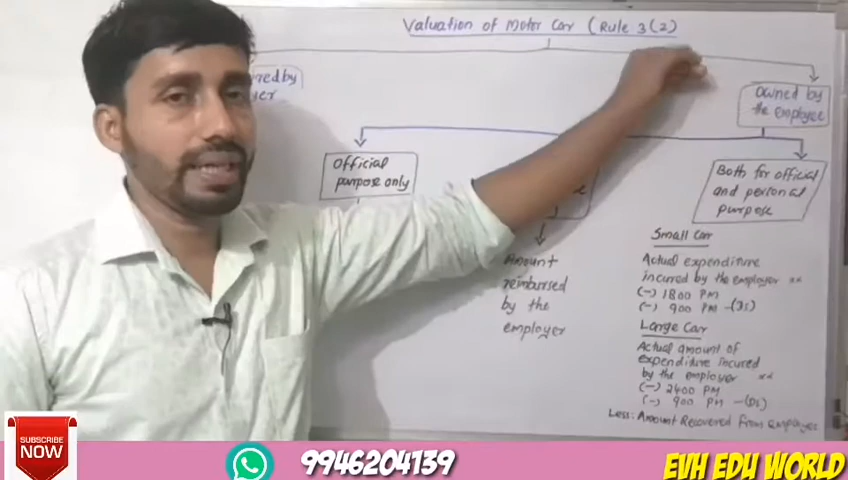 Valuation of Motor Car (Rule 3(2)
Owned by
the Employee
Official
purpose only
Both for official
and personal
purpose
Amount
reimbursed
by the
employer
Small Car
Actual expenditure
incured by the employer xx
(-) 1800 PM
(-) 900 PM -(Ds)
Large Car
Actual amount of
expenditure incured
by the employer xx
(-) 2400 PM
(-) 900 PM -(Ds)
Less: Amount Recovered from Employee
SUBSCRIBE
NOW
9946204139
EVH EDU WORLD